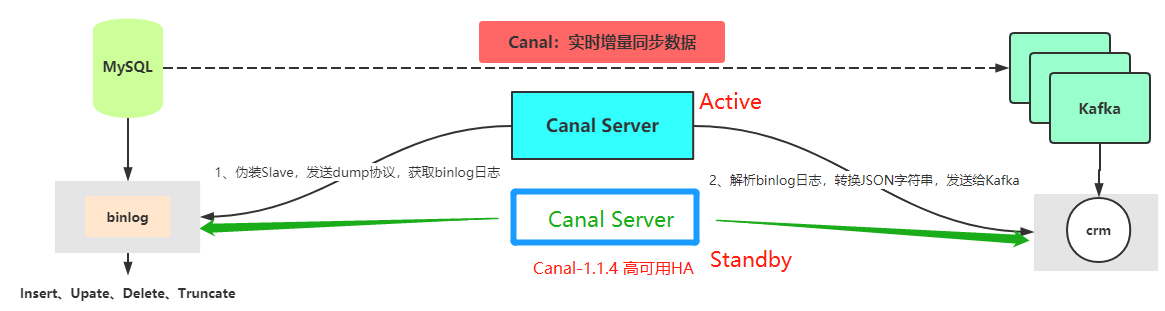 Canal：实时增量同步数据
MySQL
Kafka
Active
Canal Server
1、伪装Slave，发送dump协议，获取binlog日志
2、解析binlog日志，转换JSON字符串，发送给Kafka
binlog
Canal Server
crm
Standby
Canal-1.1.4 高可用HA
Insert、Upate、Delete、Truncate